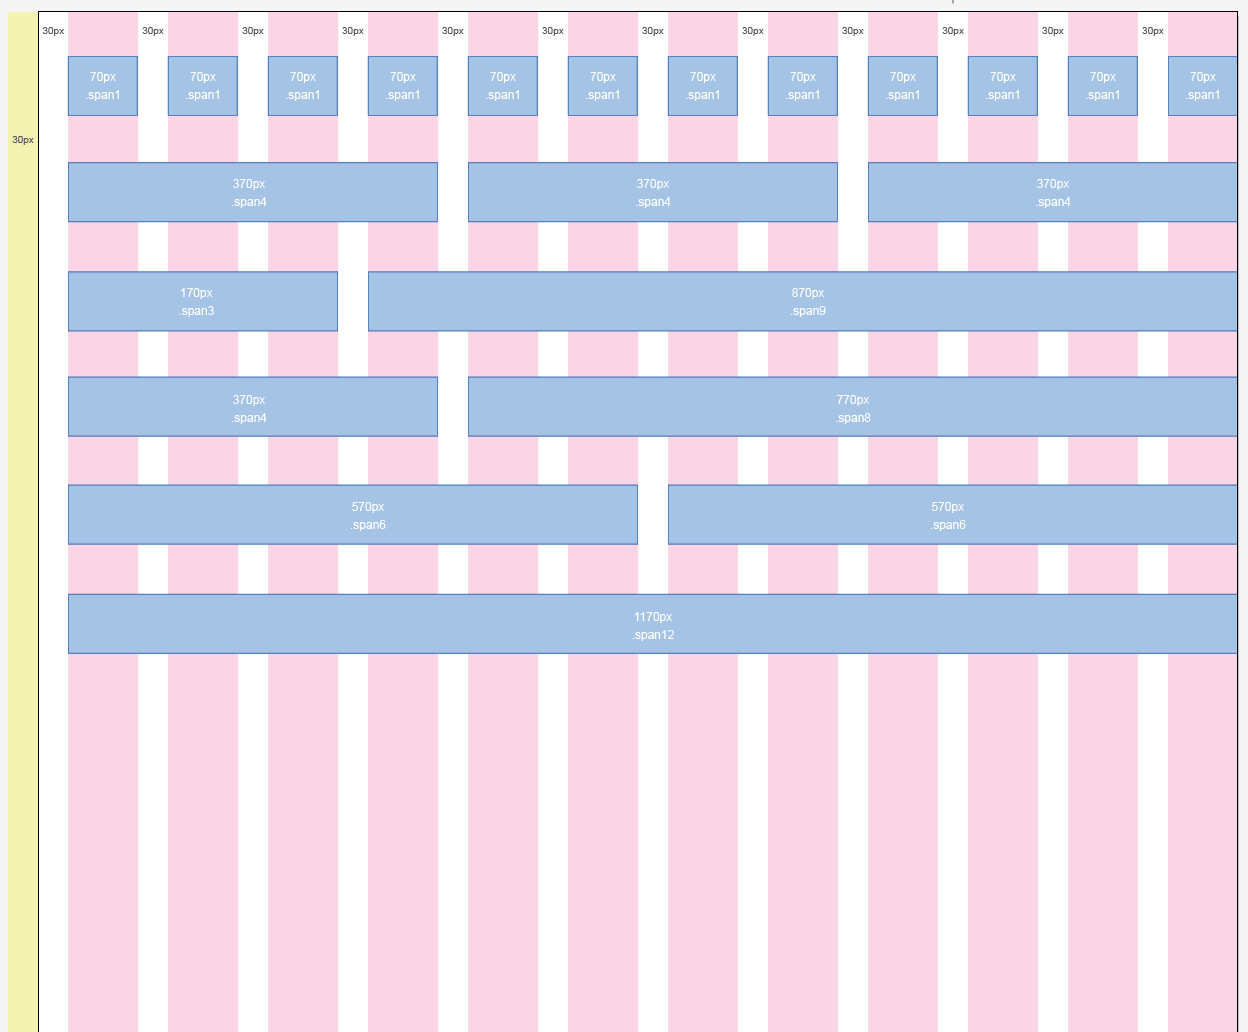 30px 30px 30px 30px 30px 30px 30px 30px 30px 30px 30px 30px
70px 70px 70px 70px 70px 70px 70px 70px 70px 70px 70px 70px
.span1 .span1 .span1 .span1 .span1 .span1 .span1 .span1 .span1 .span1 .span1 .span1
30px
370px 370px 370px
.span4 .span4 .span4
170px 870px
.span3 .span9
370px 770px
.span4 .span8
570px 570px
.span6 .span6
1170px
.span12